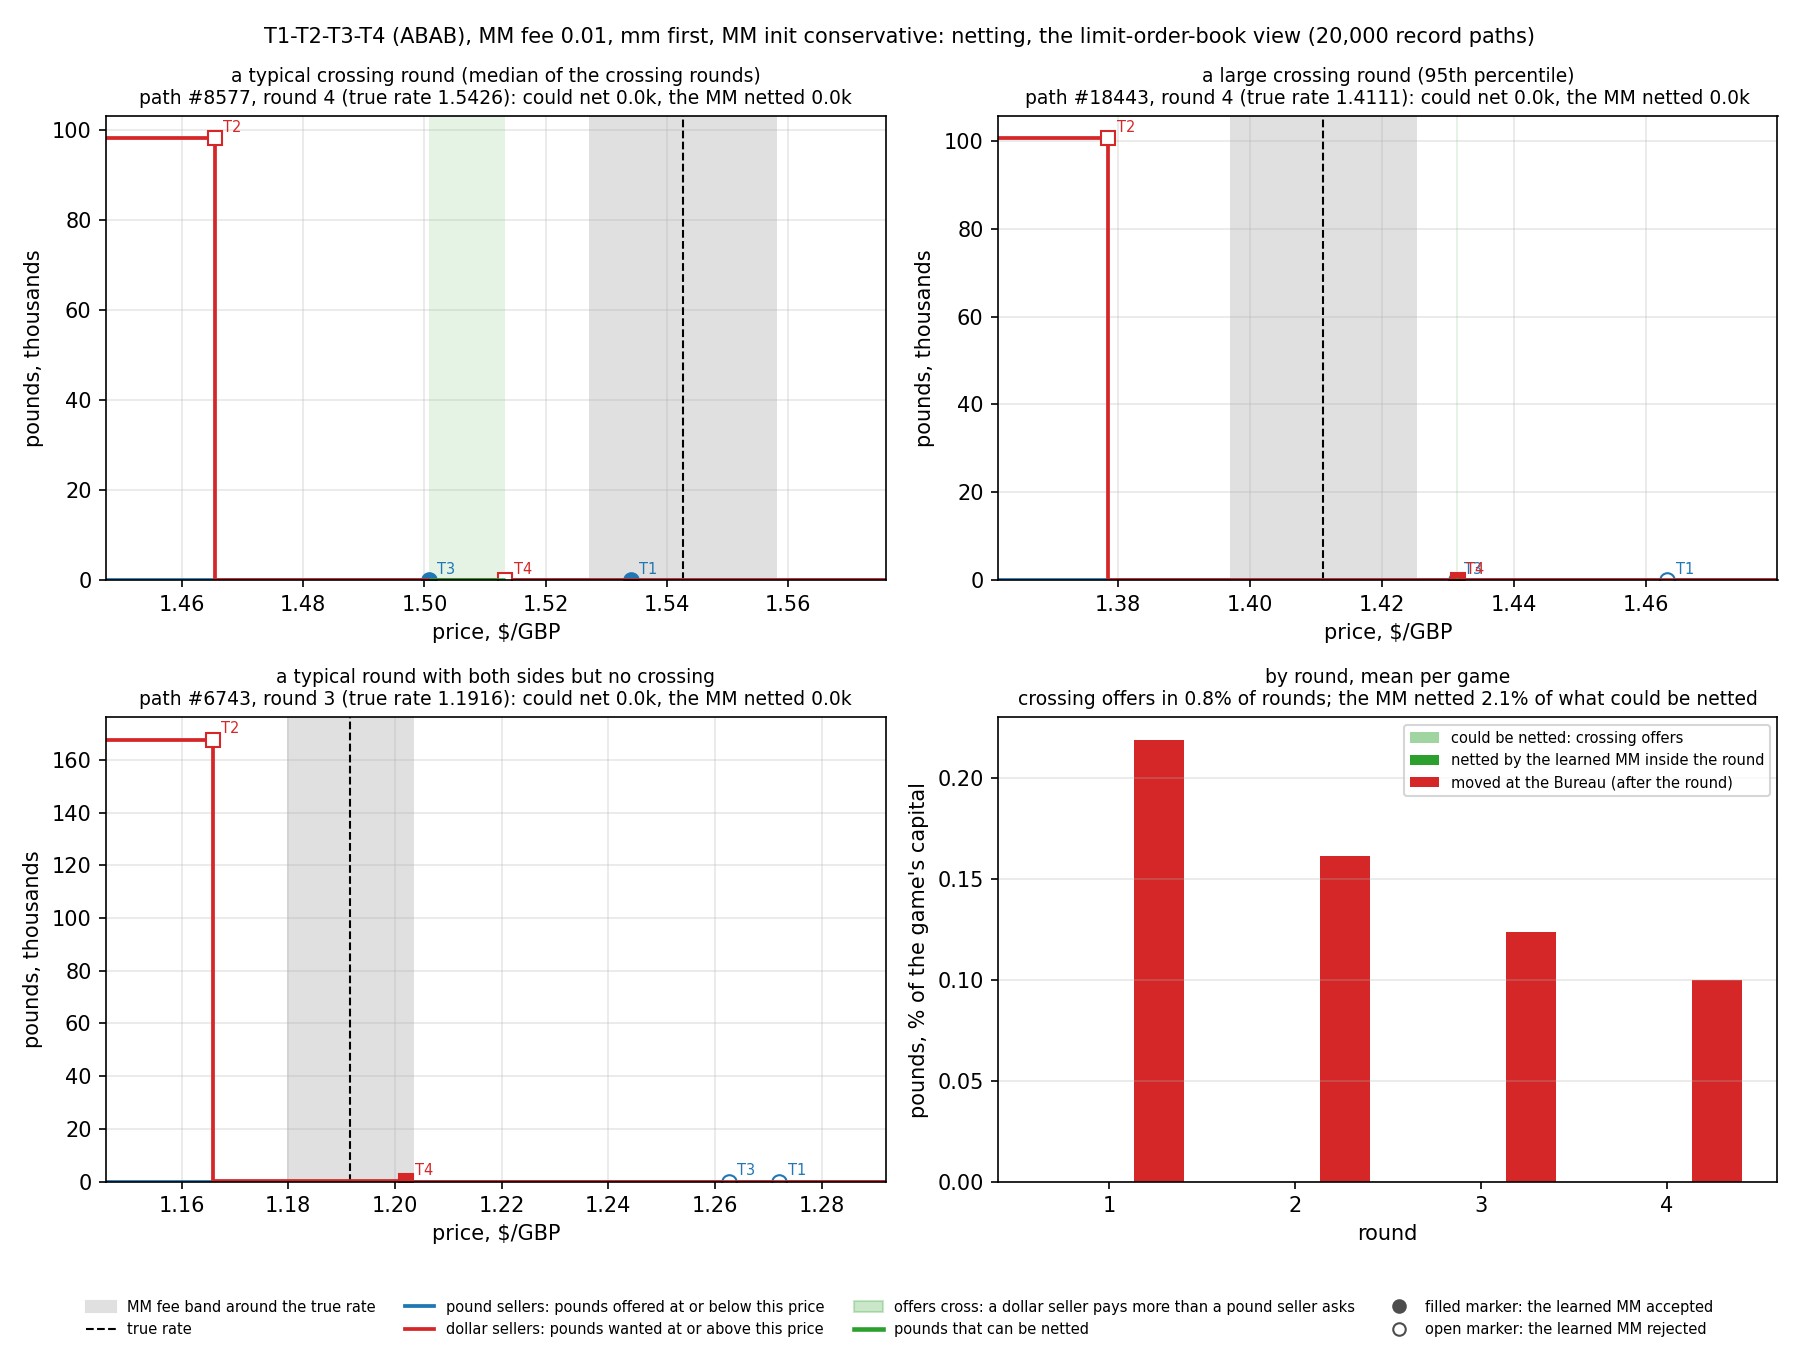 T1-T2-T3-T4 (ABAB), MM fee 0.01, mm first, MM init conservative: netting, the limit-order-book view (20,000 record paths)
a typical crossing round (median of the crossing rounds)
path #8577, round 4 (true rate 1.5426): could net 0.0k, the MM netted 0.0k
pounds, thousands
100
80
60
40
20
0
T2
T3
T4
T1
1.46
1.48
1.50
1.52
1.54
1.56
price, $/GBP
a large crossing round (95th percentile)
path #18443, round 4 (true rate 1.4111): could net 0.0k, the MM netted 0.0k
pounds, thousands
100
80
60
40
20
0
T2
T3
T4
T1
1.38
1.40
1.42
1.44
1.46
price, $/GBP
a typical round with both sides but no crossing
path #6743, round 3 (true rate 1.1916): could net 0.0k, the MM netted 0.0k
pounds, thousands
160
140
120
100
80
60
40
20
0
T2
T4
T3
T1
1.16
1.18
1.20
1.22
1.24
1.26
1.28
price, $/GBP
by round, mean per game
crossing offers in 0.8% of rounds; the MM netted 2.1% of what could be netted
pounds, % of the game's capital
0.20
0.15
0.10
0.05
0.00
could be netted: crossing offers
netted by the learned MM inside the round
moved at the Bureau (after the round)
1
2
3
4
round
MM fee band around the true rate
true rate
pound sellers: pounds offered at or below this price
dollar sellers: pounds wanted at or above this price
offers cross: a dollar seller pays more than a pound seller asks
pounds that can be netted
filled marker: the learned MM accepted
open marker: the learned MM rejected